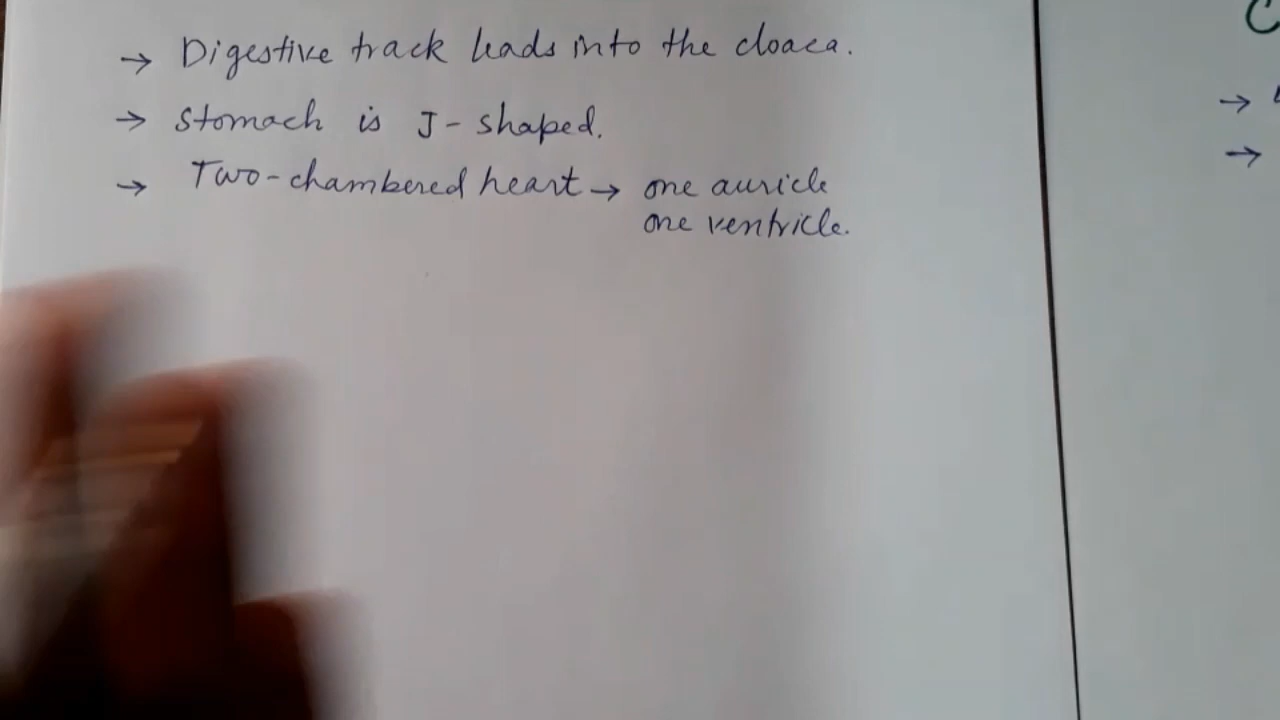 → Digestive track leads into the cloaca.
→ Stomach is J-shaped.
→ Two-chambered heart → one auricle
one ventricle.
C
→
→